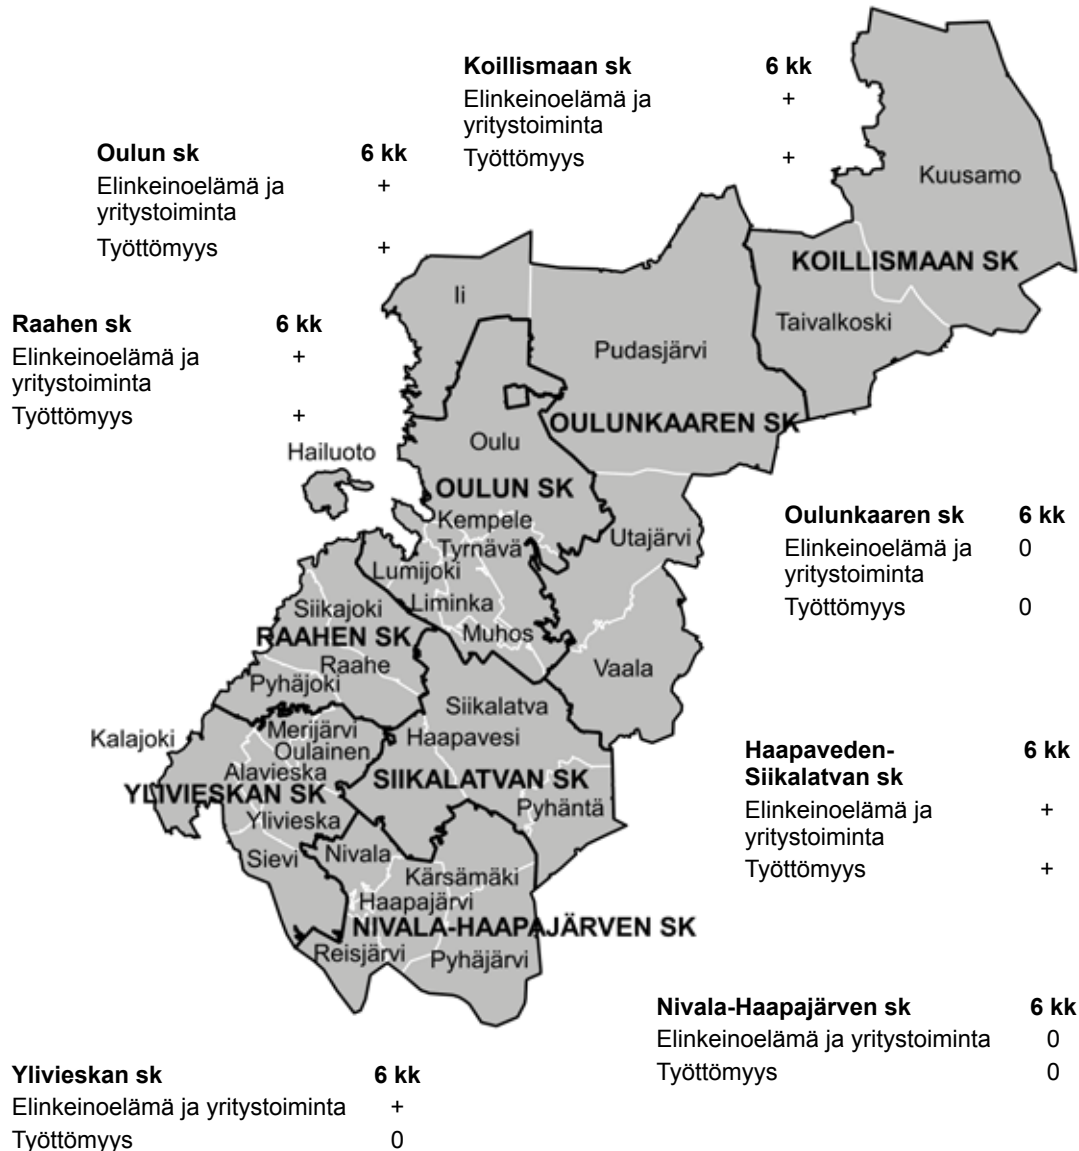 Koillismaan sk 6 kk
Elinkeinoelämä ja +
yritystoiminta
Työttömyys +
Oulun sk 6 kk
Elinkeinoelämä ja +
yritystoiminta
Työttömyys +
Raahen sk 6 kk
Elinkeinoelämä ja +
yritystoiminta
Työttömyys +
Kuusamo
KOILLISMAAN SK
Taivalkoski
Ii
Pudasjärvi
OULUNKAAREN SK
Oulu
Hailuoto
OULUN SK
Kempele
Tyrnävä
Utajärvi
Lumijoki
Liminka
Muhos
Siikajoki
RAAHEN SK
Raahe
Pyhäjoki
Vaala
Siikalatva
Kalajoki
Merijärvi
Haapavesi
Oulainen
Alavieska
SIIKALATVAN SK
YLIVIESKAN SK
Pyhäntä
Ylivieska
Sievi
Nivala
Kärsämäki
Haapajärvi
NIVALA-HAAPAJÄRVEN SK
Reisjärvi
Pyhäjärvi
Oulunkaaren sk 6 kk
Elinkeinoelämä ja 0
yritystoiminta
Työttömyys 0
Haapaveden- 6 kk
Siikalatvan sk
Elinkeinoelämä ja +
yritystoiminta
Työttömyys +
Nivala-Haapajärven sk 6 kk
Elinkeinoelämä ja yritystoiminta 0
Työttömyys 0
Ylivieskan sk 6 kk
Elinkeinoelämä ja yritystoiminta +
Työttömyys 0